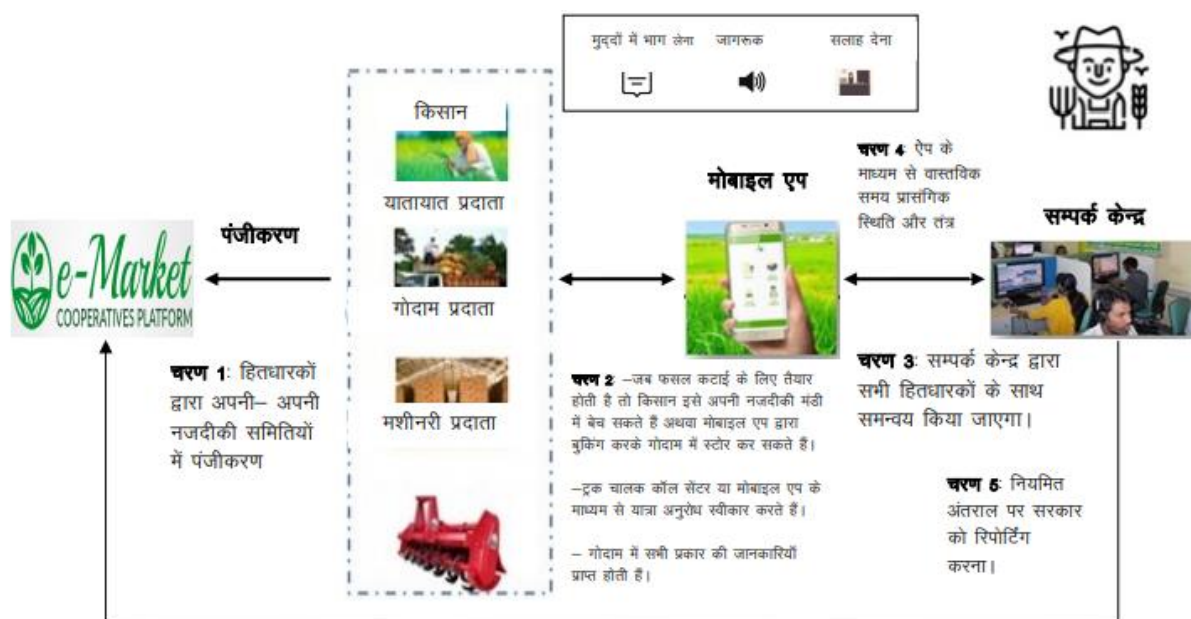 मुद्दों में भाग लेना जागरूक सलाह देना
किसान
यातायात प्रदाता
गोदाम प्रदाता
मशीनरी प्रदाता
e-Market
COOPERATIVES PLATFORM
पंजीकरण
चरण 1: हितधारकों
द्वारा अपनी– अपनी
नजदीकी समितियों
में पंजीकरण
मोबाइल एप
चरण 2: –जब फसल कटाई के लिए तैयार
होती है तो किसान इसे अपनी नजदीकी मंडी
में बेच सकते हैं अथवा मोबाइल एप द्वारा
बुकिंग करके गोदाम में स्टोर कर सकते हैं।
–ट्रक चालक कॉल सेंटर या मोबाइल एप के
माध्यम से यात्रा अनुरोध स्वीकार करते हैं।
– गोदाम में सभी प्रकार की जानकारियाँ
प्राप्त होती हैं।
चरण 4: ऐप के
माध्यम से वास्तविक
समय प्रासंगिक
स्थिति और तंत्र
सम्पर्क केन्द्र
चरण 3: सम्पर्क केन्द्र द्वारा
सभी हितधारकों के साथ
समन्वय किया जाएगा।
चरण 5: नियमित
अंतराल पर सरकार
को रिपोर्टिंग
करना।